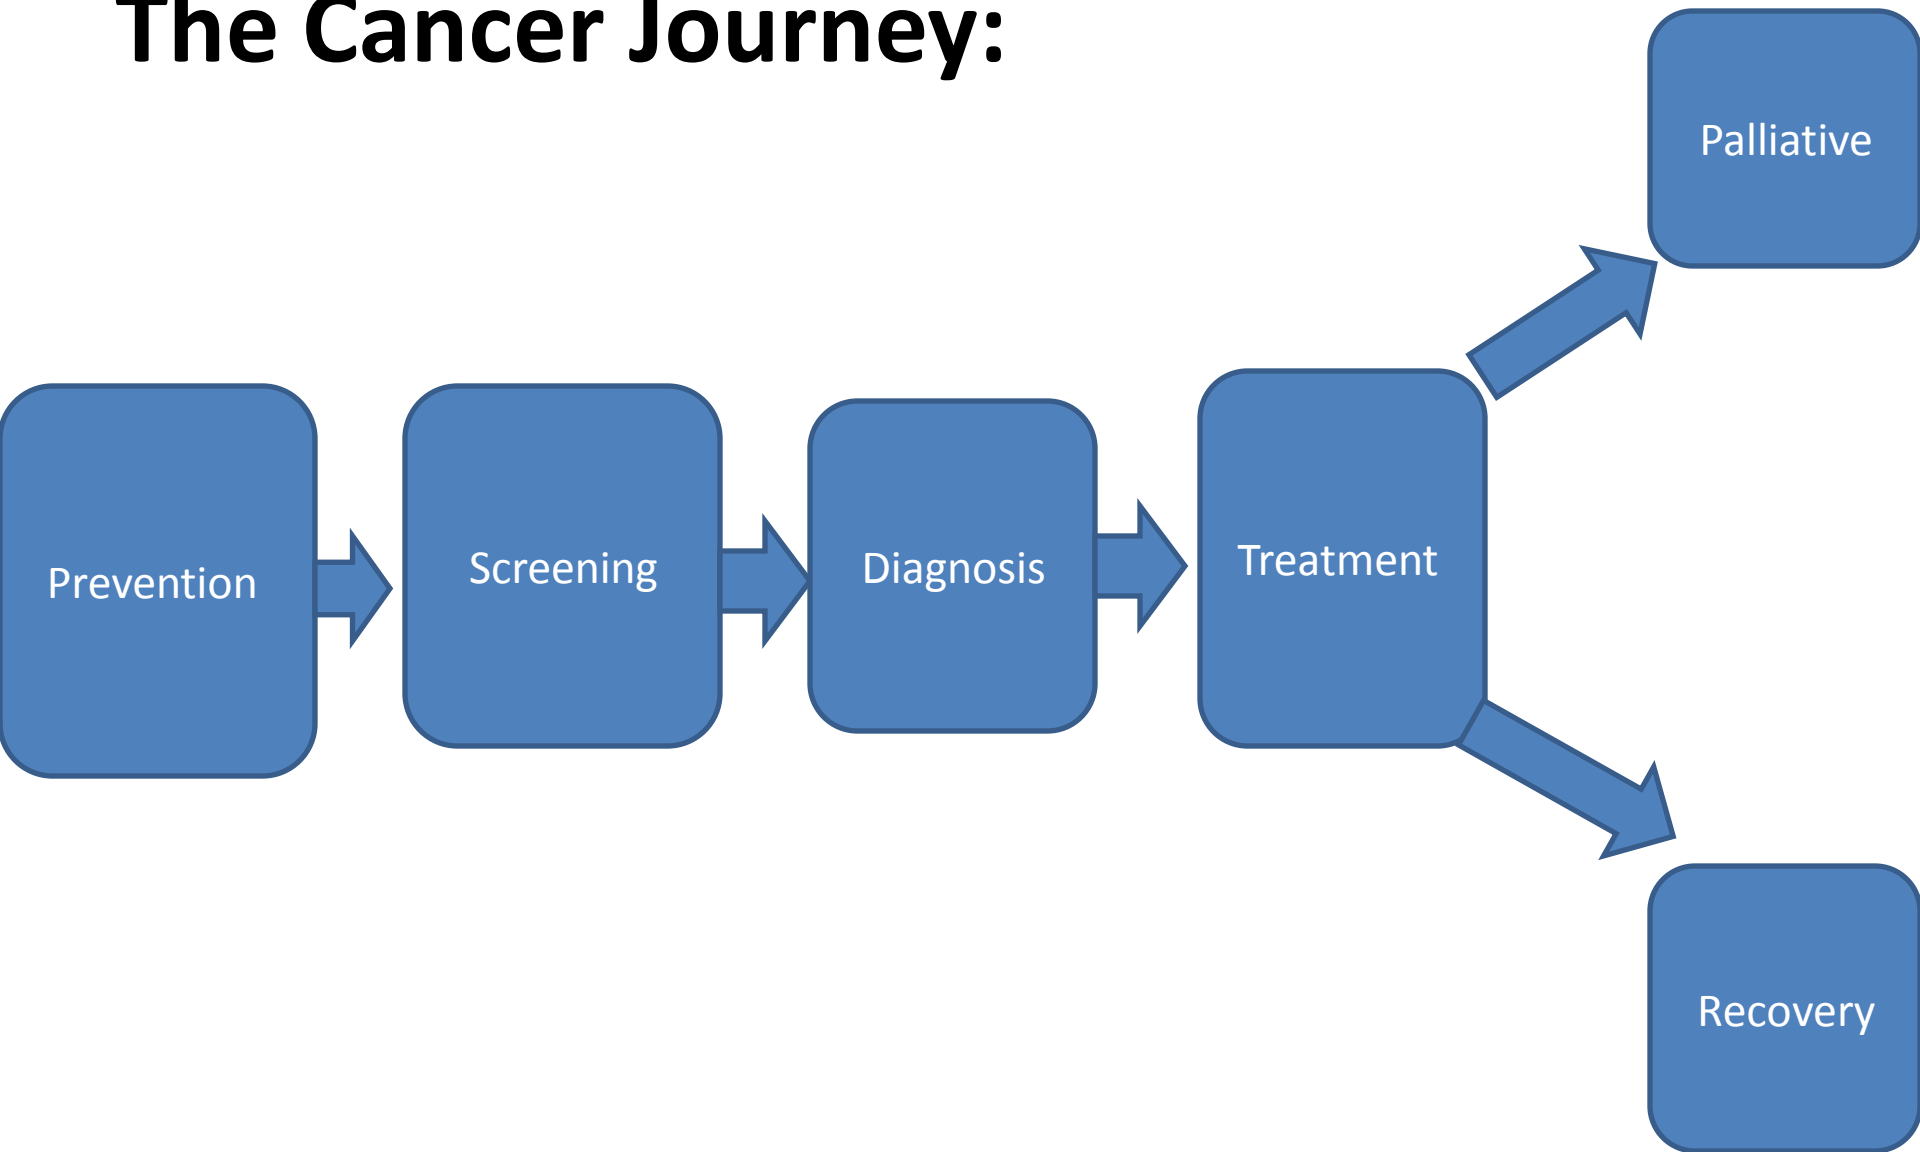 The Cancer Journey:
Palliative
Prevention
Screening
Diagnosis
Treatment
Recovery